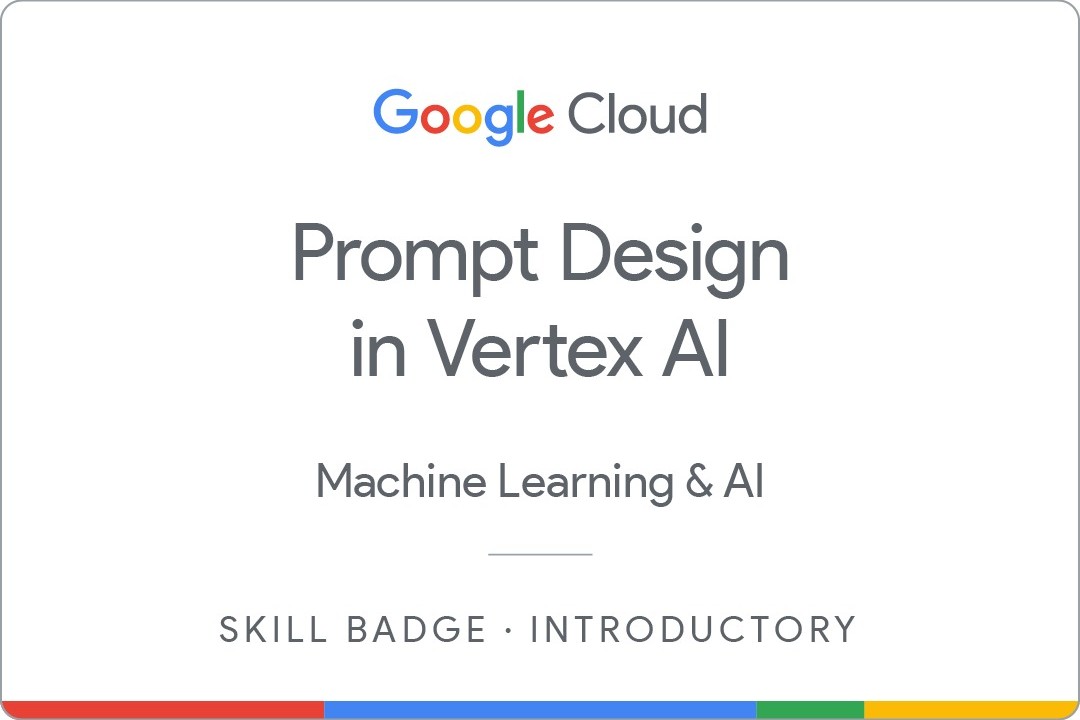 Google Cloud
Prompt Design
in Vertex AI
Machine Learning & AI
SKILL BADGE · INTRODUCTORY